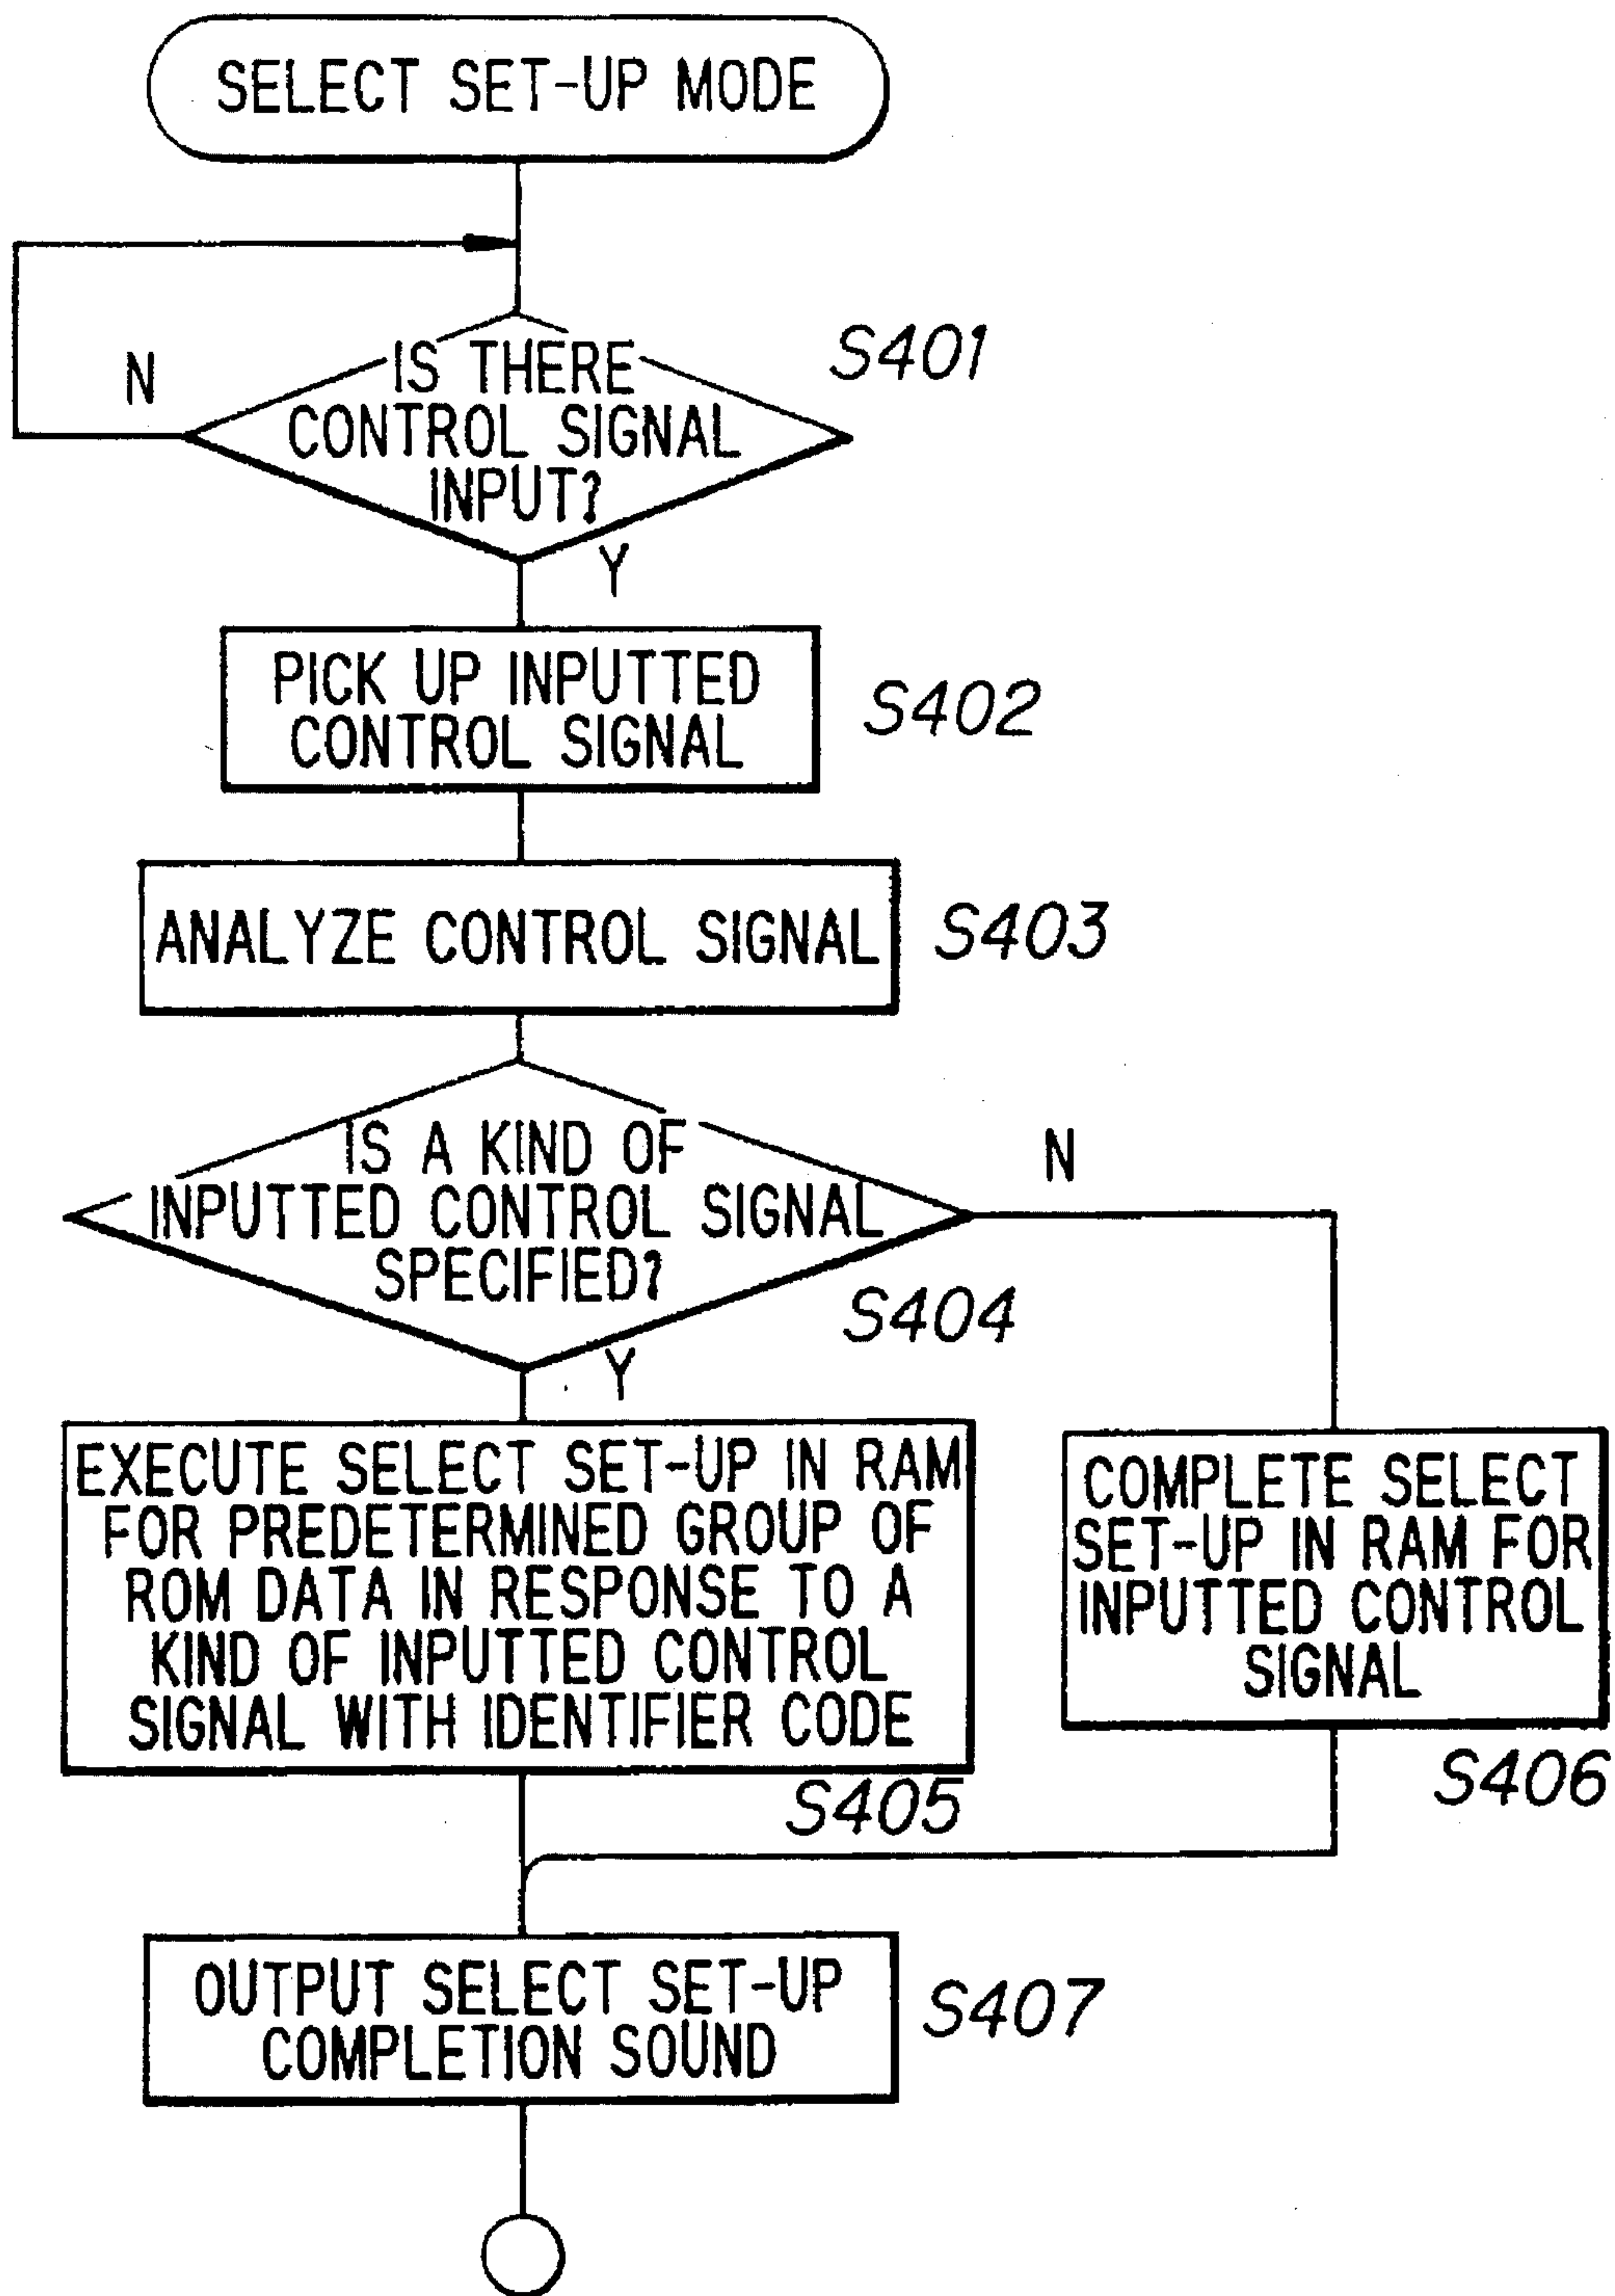 SELECT SET-UP MODE
S401
N
IS THERE
CONTROL SIGNAL
INPUT?
Y
PICK UP INPUTTED
CONTROL SIGNAL
S402
ANALYZE CONTROL SIGNAL
S403
IS A KIND OF
INPUTTED CONTROL SIGNAL
SPECIFIED?
N
S404
Y
EXECUTE SELECT SET-UP IN RAM
FOR PREDETERMINED GROUP OF
ROM DATA IN RESPONSE TO A
KIND OF INPUTTED CONTROL
SIGNAL WITH IDENTIFIER CODE
S405
COMPLETE SELECT
SET-UP IN RAM FOR
INPUTTED CONTROL
SIGNAL
S406
OUTPUT SELECT SET-UP
COMPLETION SOUND
S407